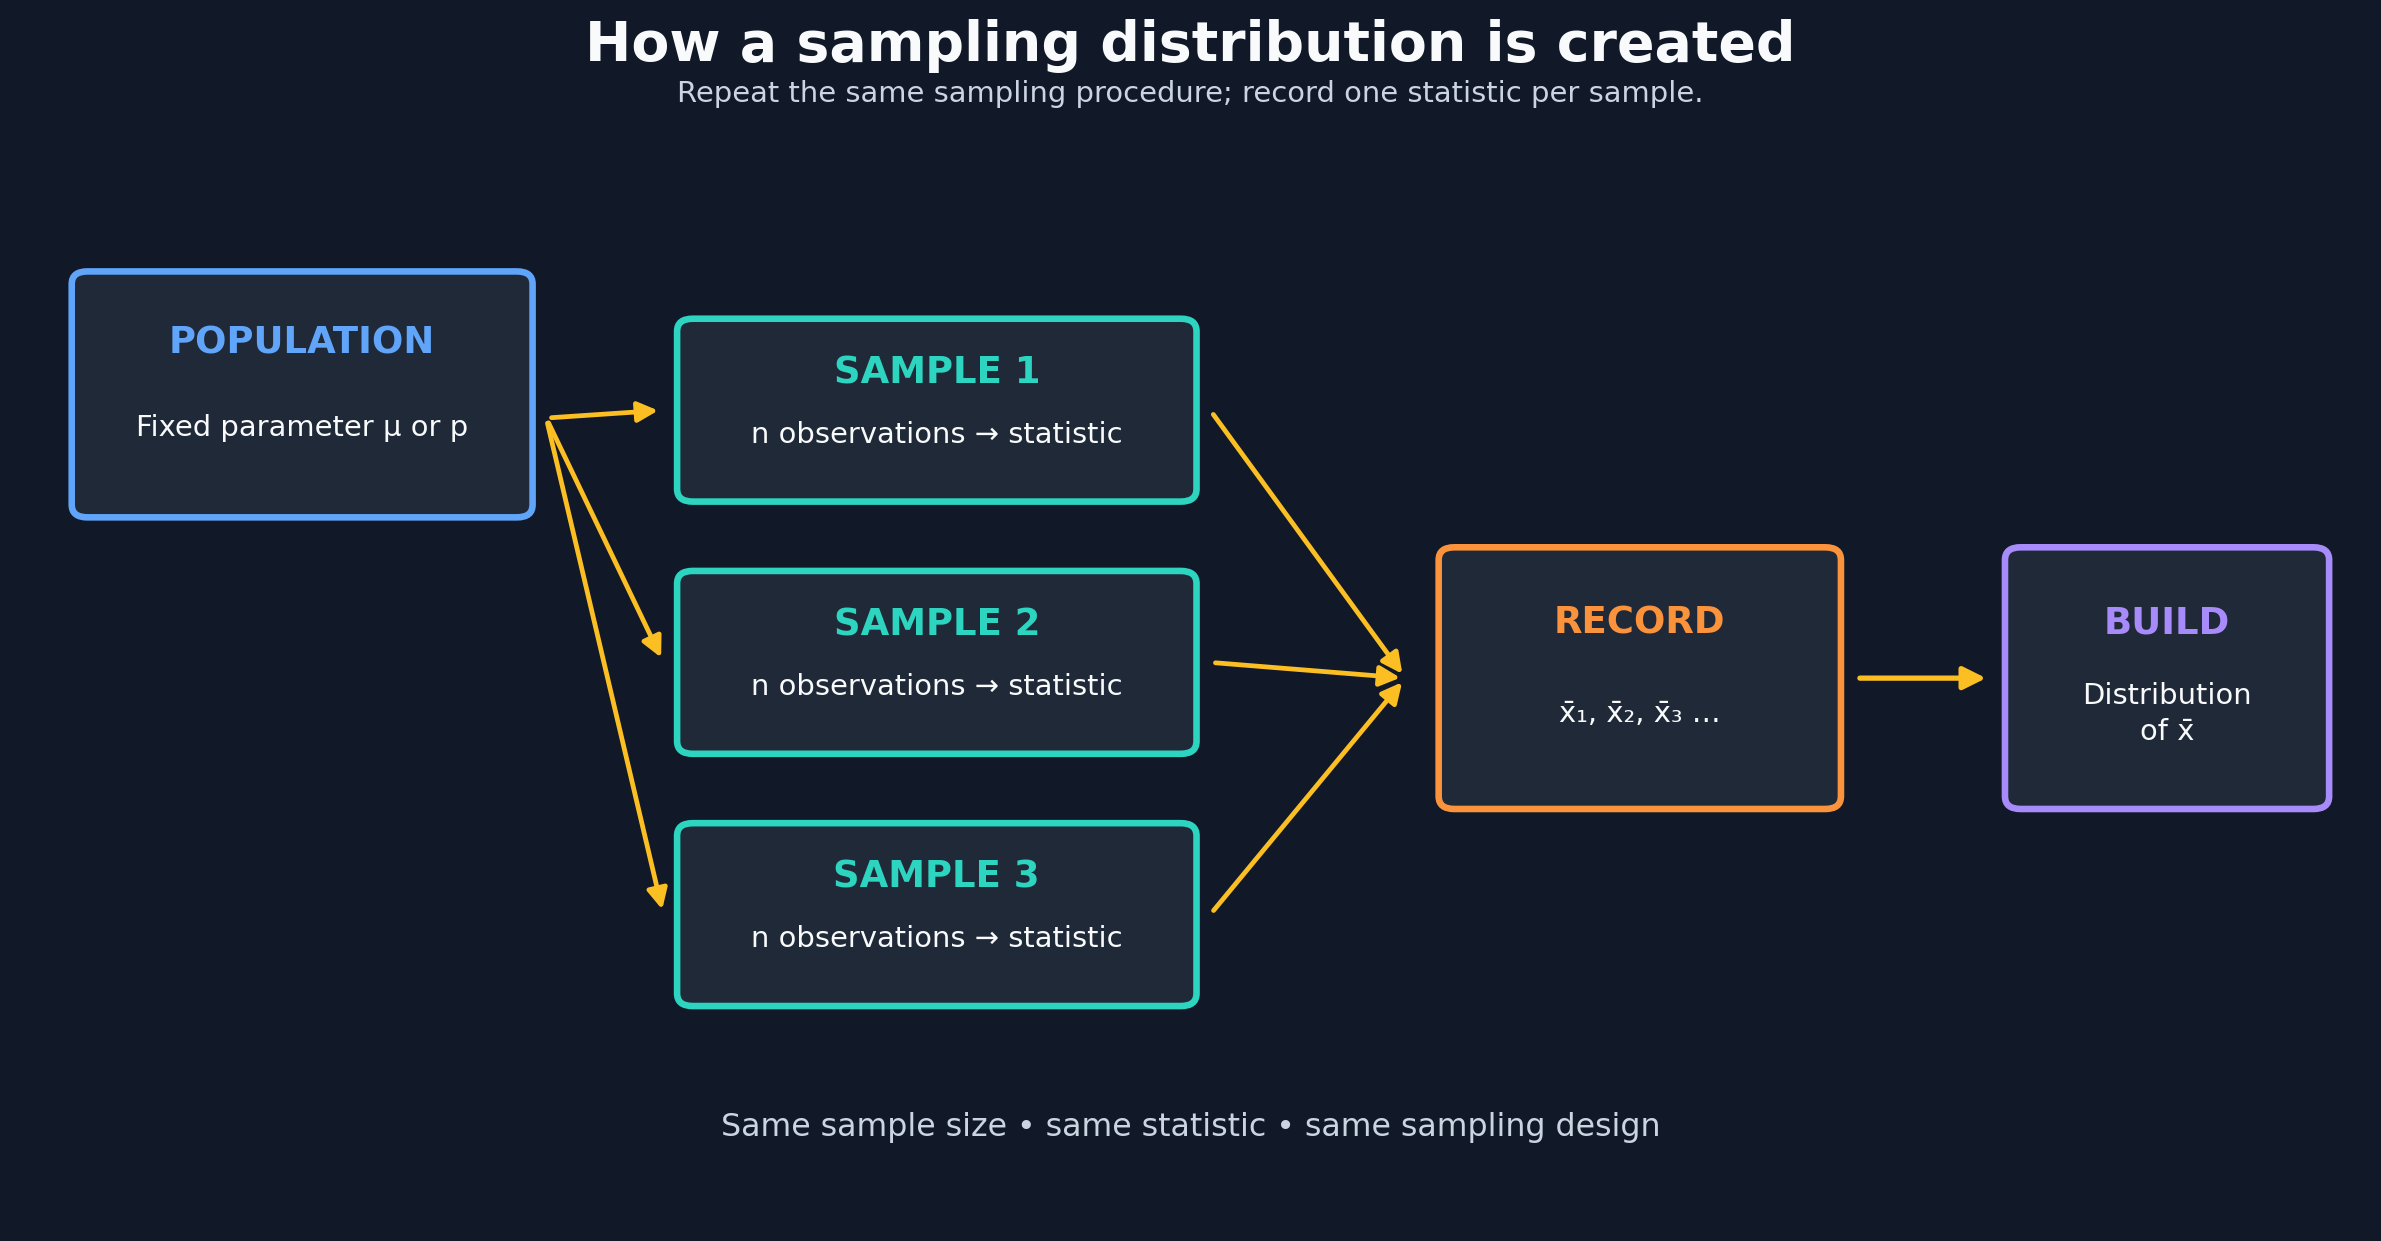 How a sampling distribution is created
Repeat the same sampling procedure; record one statistic per sample.
POPULATION
Fixed parameter μ or p
SAMPLE 1
n observations → statistic
SAMPLE 2
n observations → statistic
SAMPLE 3
n observations → statistic
RECORD
x̄₁, x̄₂, x̄₃ ...
BUILD
Distribution
of x̄
Same sample size • same statistic • same sampling design